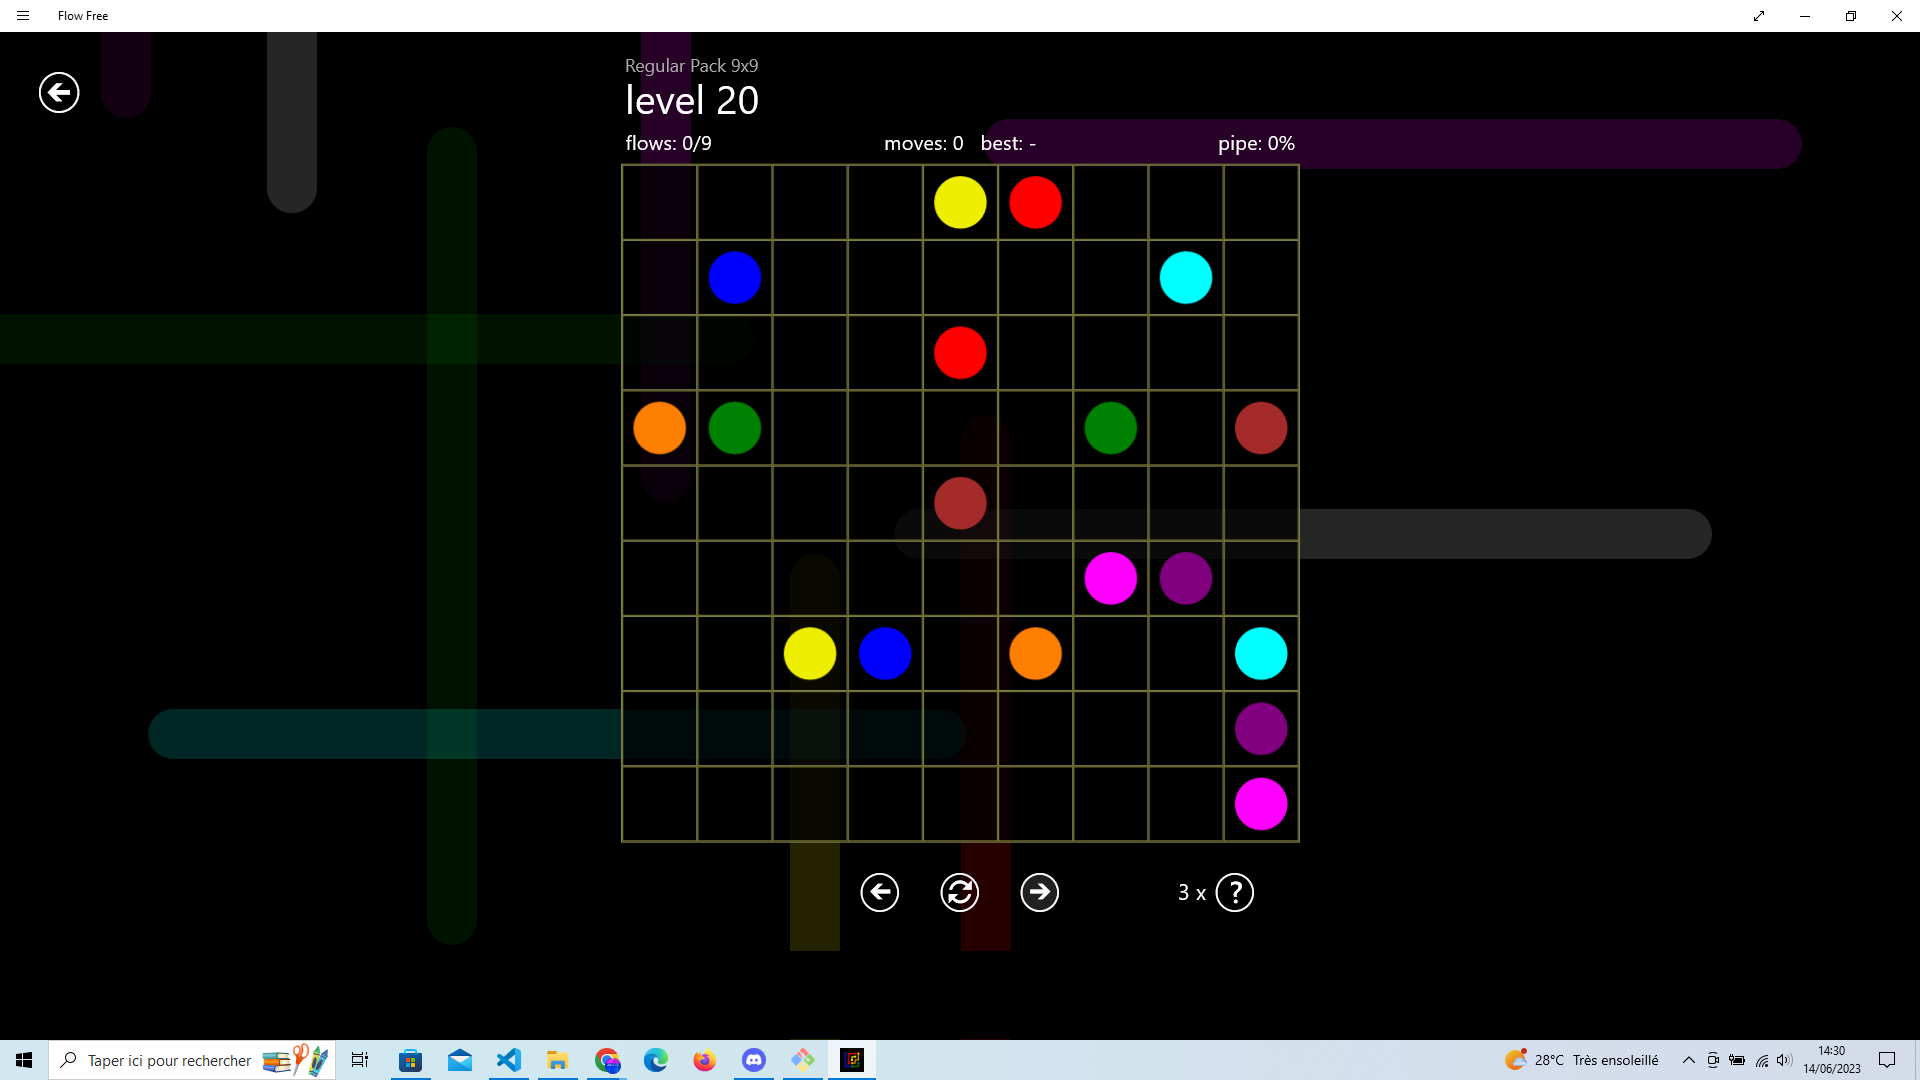 Flow Free
Regular Pack 9x9
level 20
flows: 0/9
moves: 0 best: -
pipe: 0%
3 x ?
Taper ici pour rechercher
28°C Très ensoleillé
14:30
14/06/2023